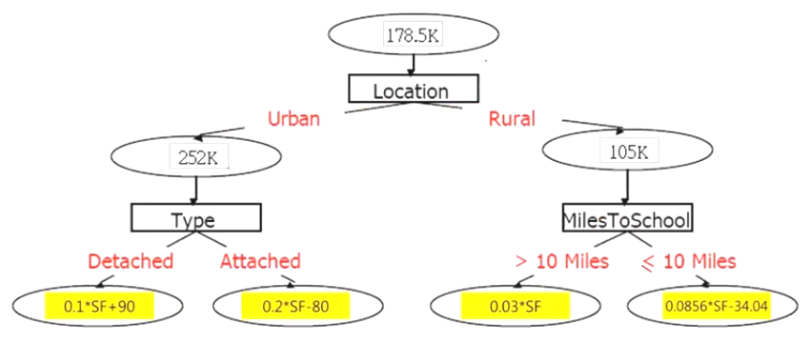 178.5K
Location
Urban
Rural
252K
105K
Type
MilesToSchool
Detached
Attached
> 10 Miles
≤ 10 Miles
0.1*SF+90
0.2*SF-80
0.03*SF
0.0856*SF-34.04